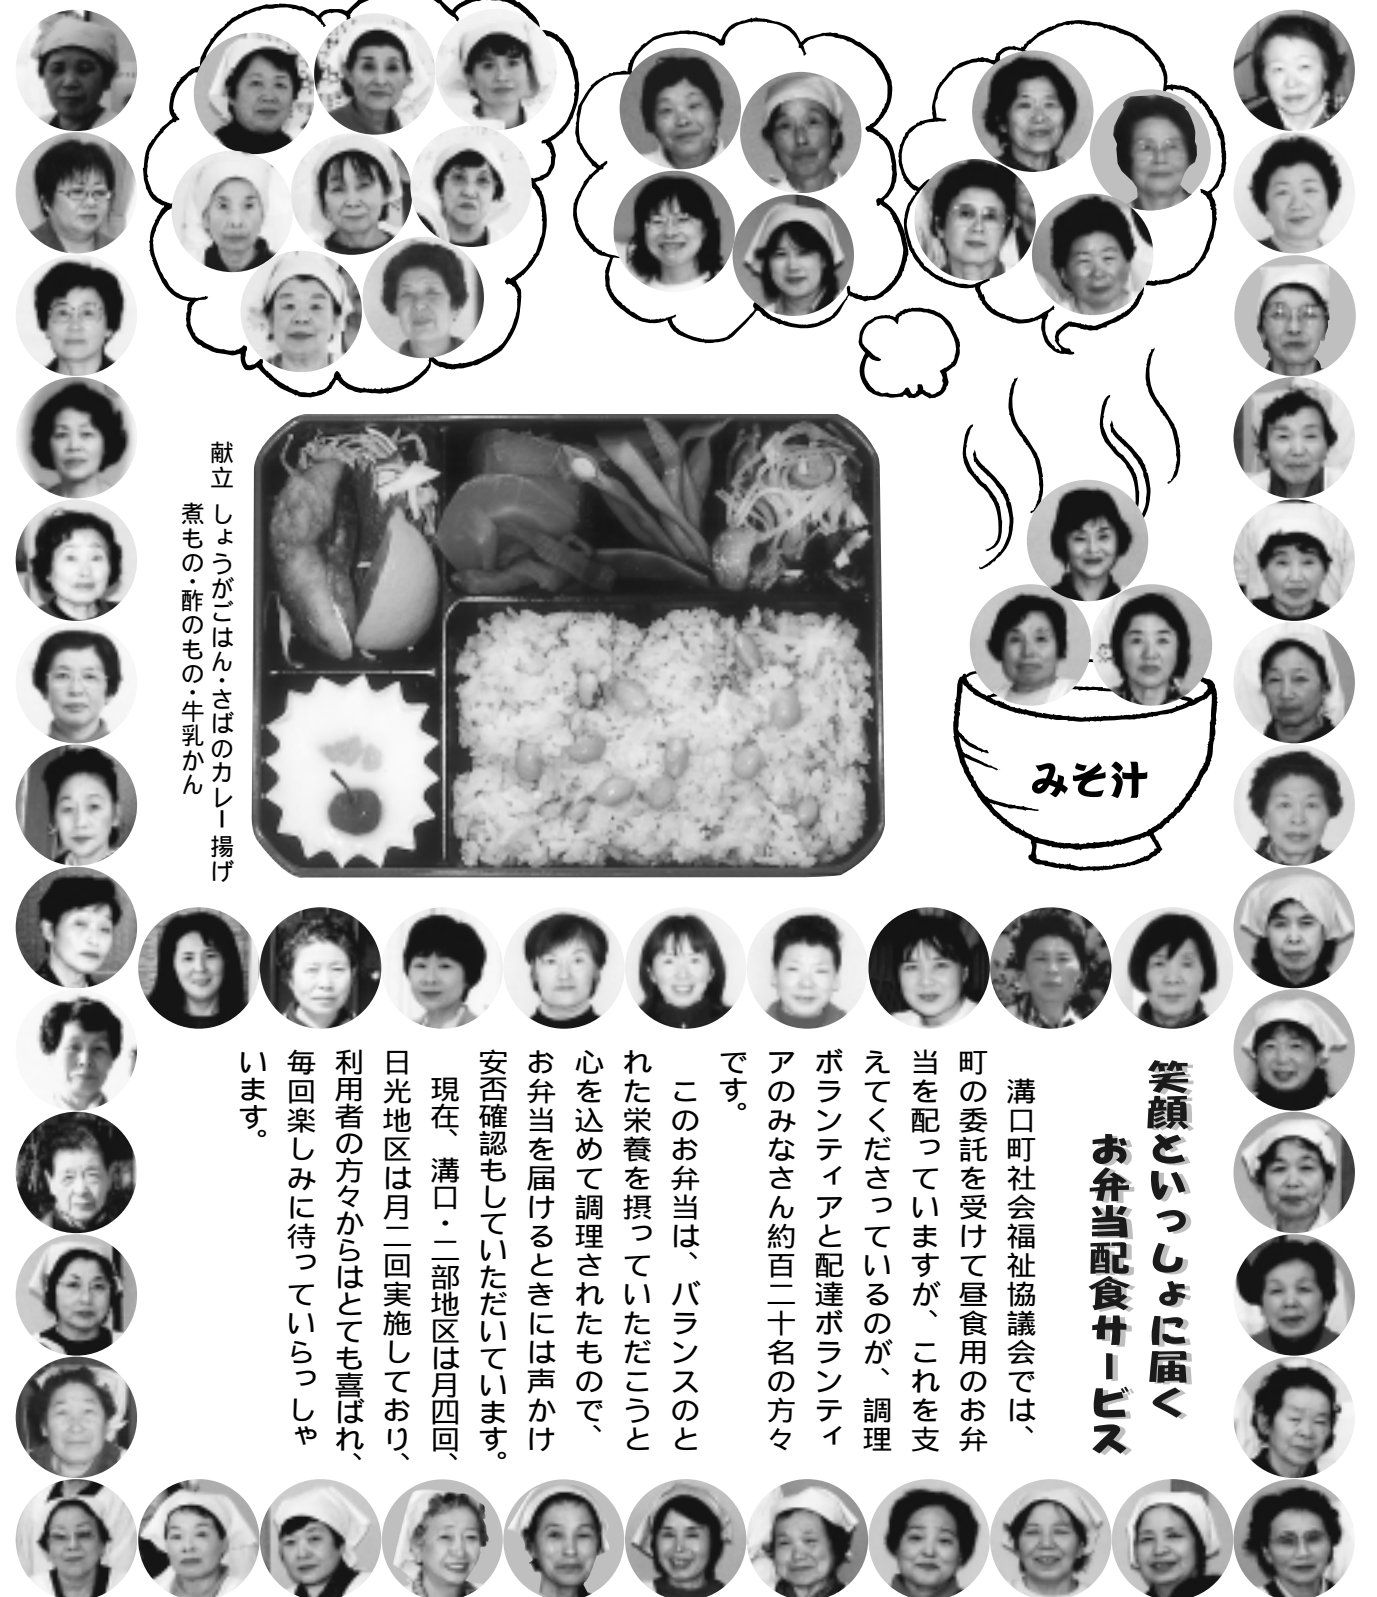 献立　しょうがごはん・さばのカレー揚げ
煮もの・酢のもの・牛乳かん
みそ汁
笑顔といっしょに届く
お弁当配食サービス
　溝口町社会福祉協議会では、
町の委託を受けて昼食用のお弁
当を配っていますが、これを支
えてくださっているのが、調理
ボランティアと配達ボランティ
アのみなさん約百二十名の方々
です。
　このお弁当は、バランスのと
れた栄養を摂っていただこうと
心を込めて調理されたもので、
お弁当を届けるときには声かけ
安否確認もしていただいています。
　現在、溝口・二部地区は月四回、
日光地区は月二回実施しており、
利用者の方々からはとても喜ばれ、
毎回楽しみに待っていらっしゃ
います。